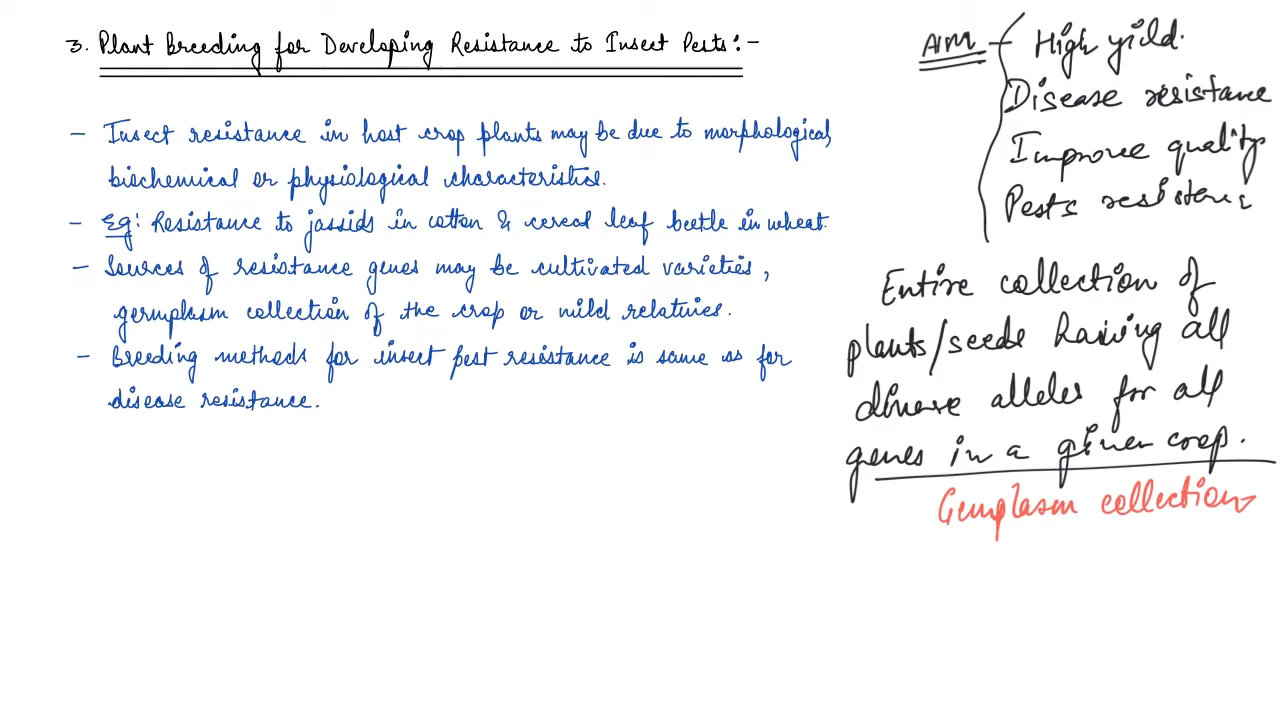 3. Plant Breeding for Developing Resistance to Insect Pests:-
- Insect resistance in host crop plants may be due to morphological,
biochemical or physiological characteristics.
- Eg: Resistance to jassids in cotton & cereal leaf beetle in wheat.
- Sources of resistance genes may be cultivated varieties,
germplasm collection of the crop or wild relatives.
- Breeding methods for insect pest resistance is same as for
disease resistance.
AIM - High yield.
Disease resistance
Improve quality
Pests resistance
Entire collection of
plants/seeds having all
diverse alleles for all
genes in a given crop.
Germplasm collection